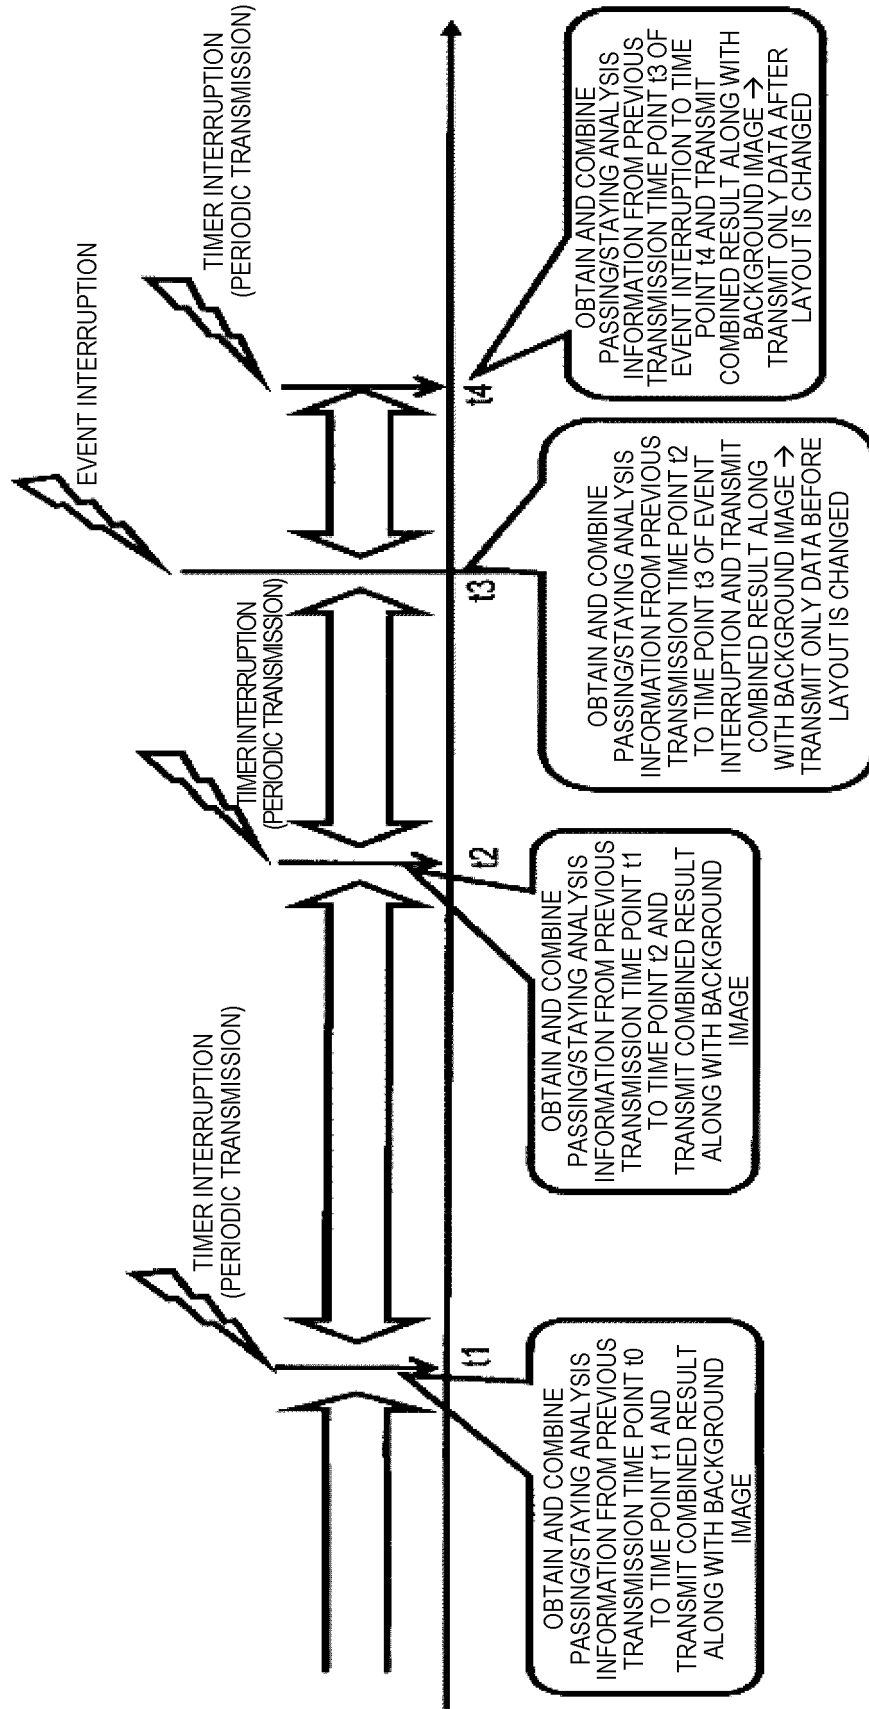 TIMER INTERRUPTION
(PERIODIC TRANSMISSION)
TIMER INTERRUPTION
(PERIODIC TRANSMISSION)
EVENT INTERRUPTION
TIMER INTERRUPTION
(PERIODIC TRANSMISSION)
t1
t2
t3
t4
OBTAIN AND COMBINE
PASSING/STAYING ANALYSIS
INFORMATION FROM PREVIOUS
TRANSMISSION TIME POINT t0
TO TIME POINT t1 AND
TRANSMIT COMBINED RESULT
ALONG WITH BACKGROUND
IMAGE
OBTAIN AND COMBINE
PASSING/STAYING ANALYSIS
INFORMATION FROM PREVIOUS
TRANSMISSION TIME POINT t1
TO TIME POINT t2 AND
TRANSMIT COMBINED RESULT
ALONG WITH BACKGROUND
IMAGE
OBTAIN AND COMBINE
PASSING/STAYING ANALYSIS
INFORMATION FROM PREVIOUS
TRANSMISSION TIME POINT t2
TO TIME POINT t3 OF EVENT
INTERRUPTION AND TRANSMIT
COMBINED RESULT ALONG
WITH BACKGROUND IMAGE →
TRANSMIT ONLY DATA BEFORE
LAYOUT IS CHANGED
OBTAIN AND COMBINE
PASSING/STAYING ANALYSIS
INFORMATION FROM PREVIOUS
TRANSMISSION TIME POINT t3 OF
EVENT INTERRUPTION TO TIME
POINT t4 AND TRANSMIT
COMBINED RESULT ALONG WITH
BACKGROUND IMAGE →
TRANSMIT ONLY DATA AFTER
LAYOUT IS CHANGED